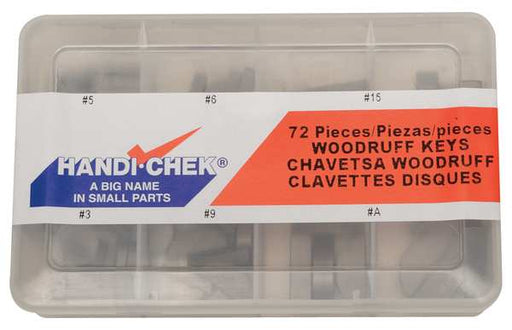 #5 #6 #15
HANDI-CHEK®
A BIG NAME
IN SMALL PARTS
72 Pieces/Piezas/pieces
WOODRUFF KEYS
CHAVETSA WOODRUFF
CLAVETTES DISQUES
#3 #9 #A